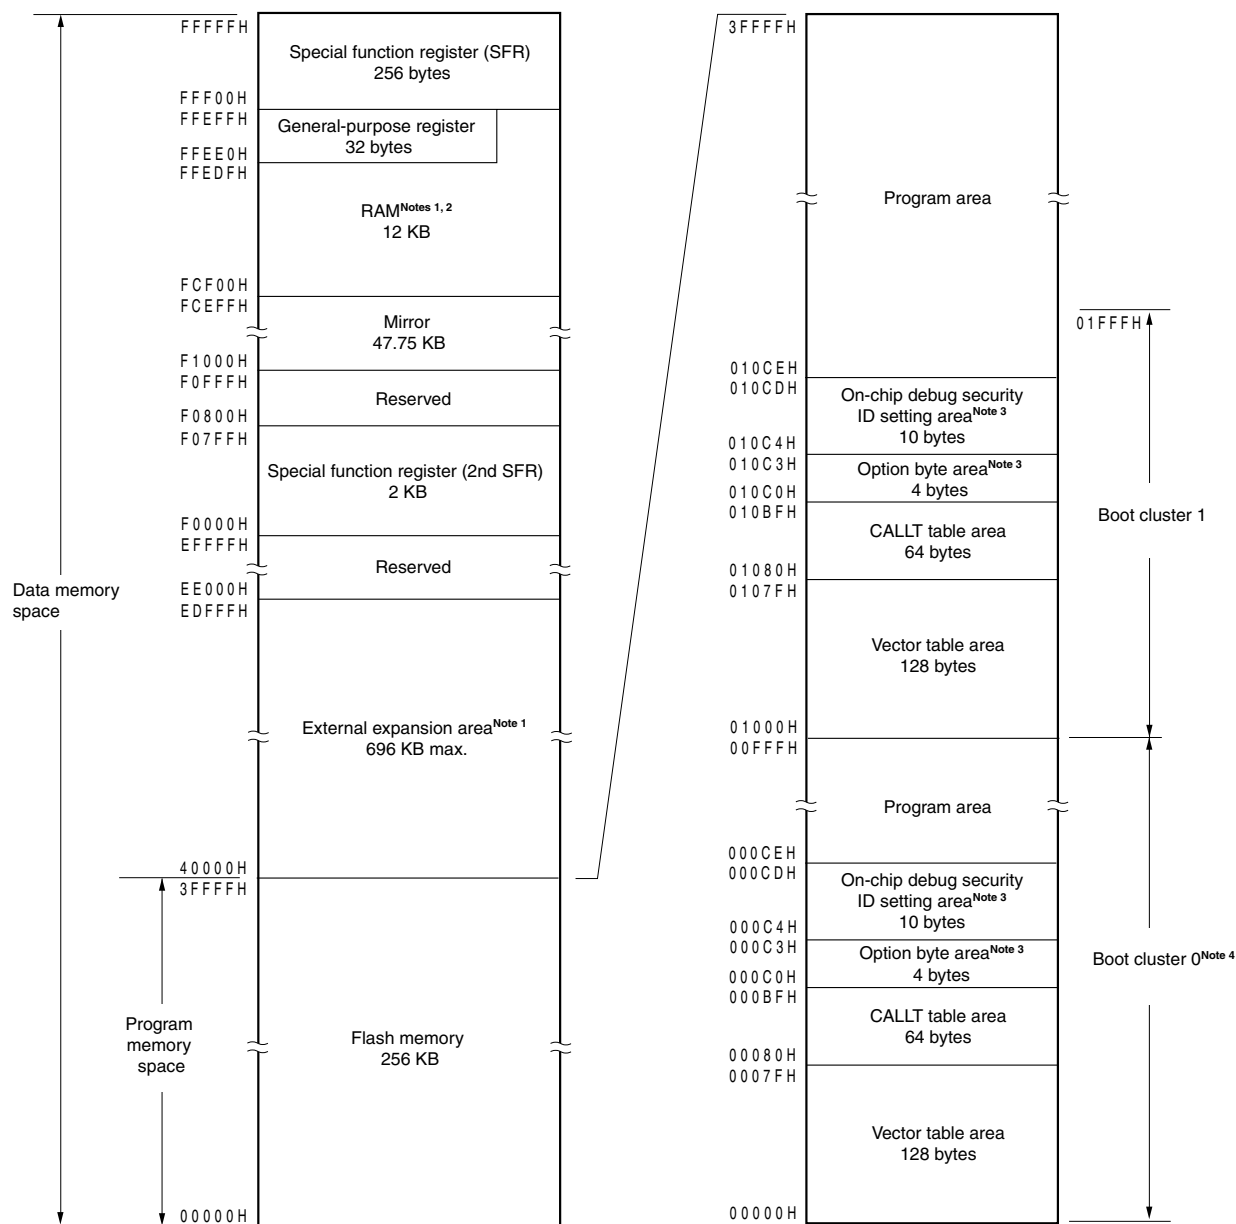 FFFFFH
Special function register (SFR)
256 bytes
FFF00H
FFEFFH
General-purpose register
32 bytes
FFEE0H
FFEDFH
RAMNotes 1, 2
12 KB
FCF00H
FCEFFH
Mirror
47.75 KB
F1000H
F0FFFH
Reserved
F0800H
F07FFH
Special function register (2nd SFR)
2 KB
F0000H
EFFFFH
Reserved
EE000H
EDFFFH
Data memory
space
External expansion areaNote 1
696 KB max.
40000H
3FFFFH
Program
memory
space
Flash memory
256 KB
00000H
3FFFFH
Program area
01FFFH
010CEH
010CDH
On-chip debug security
ID setting areaNote 3
10 bytes
010C4H
010C3H
Option byte areaNote 3
4 bytes
010C0H
010BFH
Boot cluster 1
CALLT table area
64 bytes
01080H
0107FH
Vector table area
128 bytes
01000H
00FFFH
Program area
000CEH
000CDH
On-chip debug security
ID setting areaNote 3
10 bytes
000C4H
000C3H
Option byte areaNote 3
4 bytes
Boot cluster 0Note 4
000C0H
000BFH
CALLT table area
64 bytes
00080H
0007FH
Vector table area
128 bytes
00000H